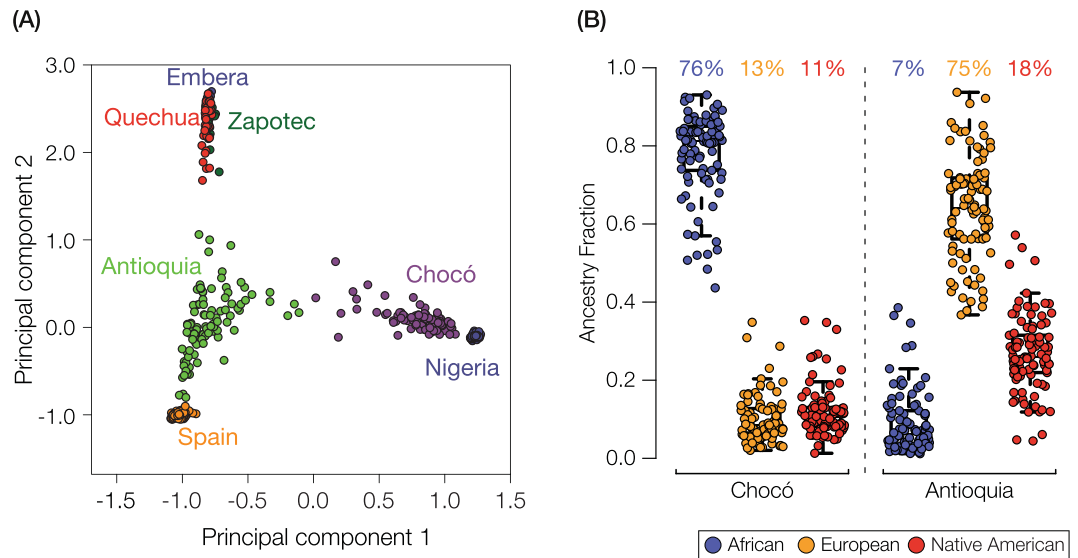 (A)
(B)
3.0
2.0
1.0
0.0
-1.0
Principal component 2
Embera
Quechua
Zapotec
Antioquia
Chocó
Nigeria
Spain
-1.5
-1.0
-0.5
0.0
0.5
1.0
1.5
Principal component 1
76% 13% 11% 7% 75% 18%
1.0
0.8
0.6
0.4
0.2
0.0
Ancestry Fraction
Chocó
Antioquia
African European Native American